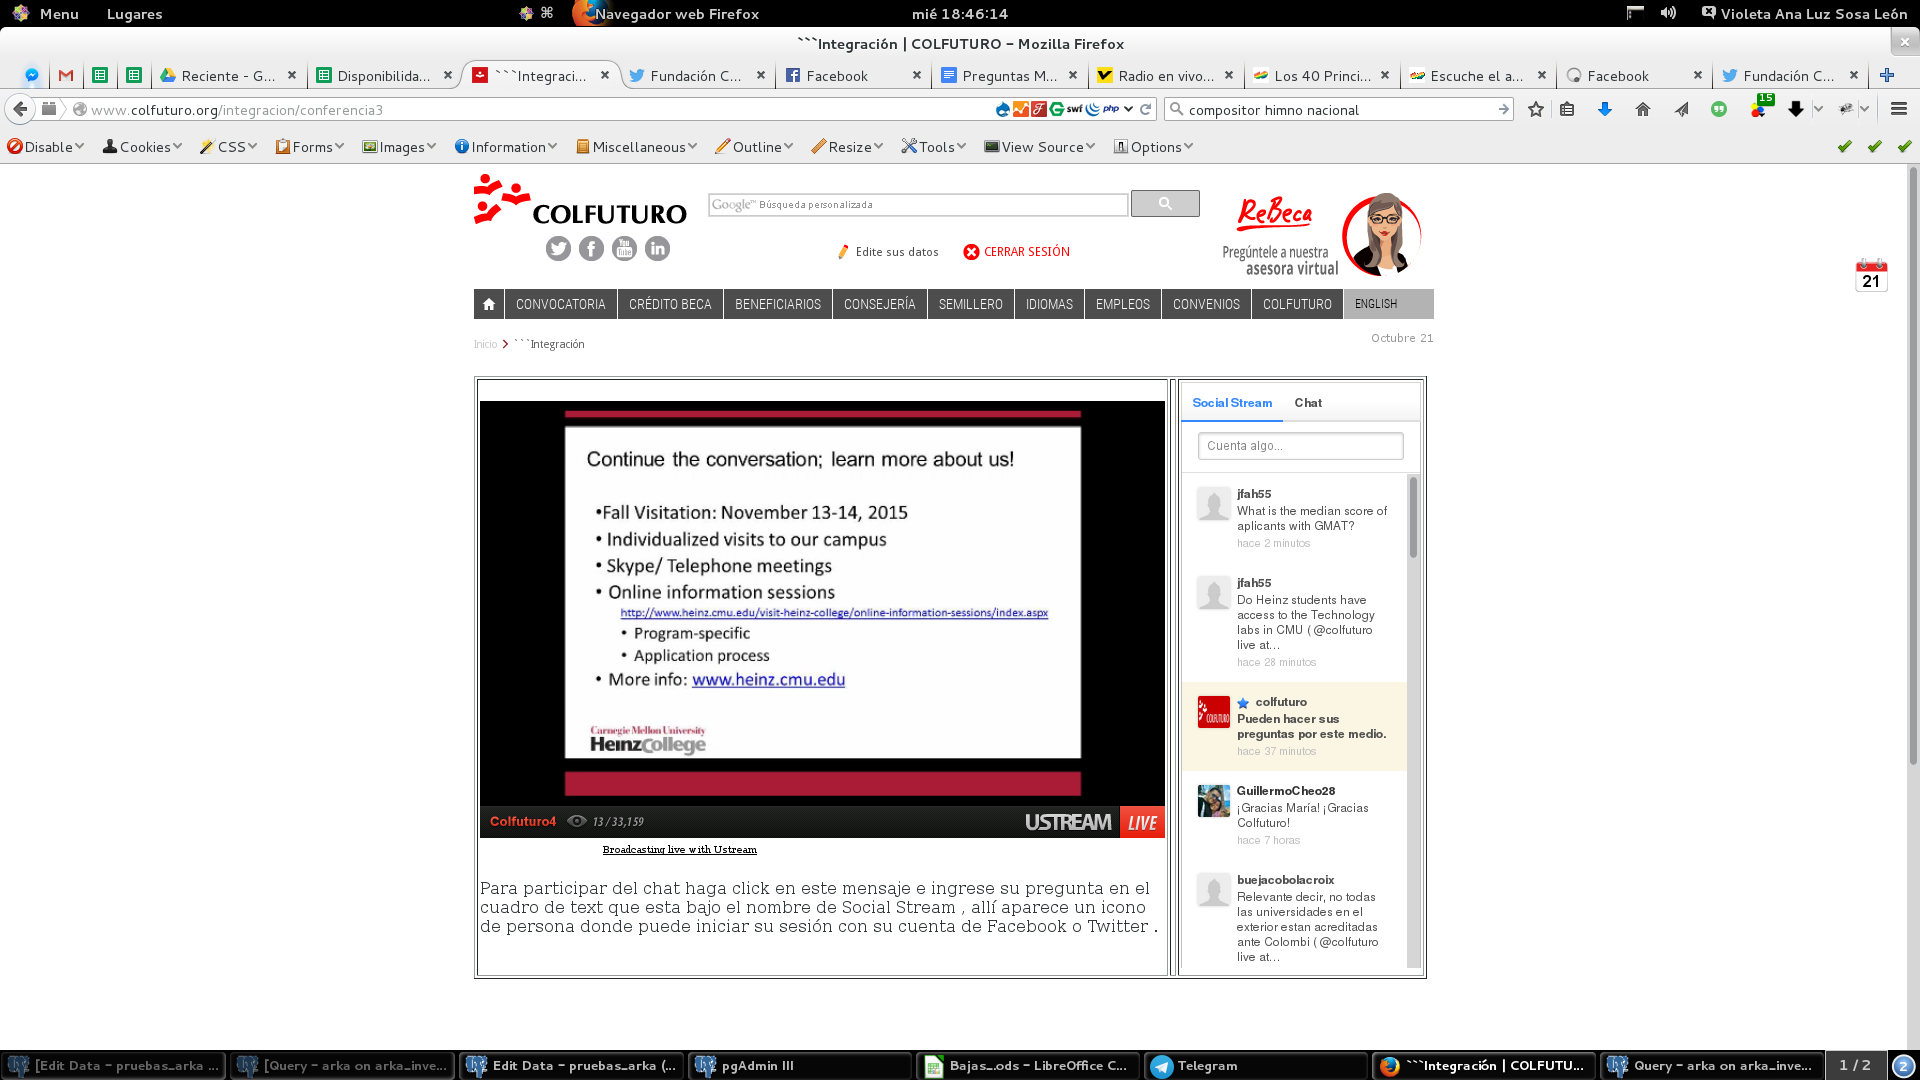 Menu Lugares ⌘ Navegador web Firefox mié 18:46:14 Violeta Ana Luz Sosa León
```Integración | COLFUTURO - Mozilla Firefox
Reciente - G... Disponibilida... ```Integraci... Fundación C... Facebook Preguntas M... Radio en vivo... Los 40 Princi... Escuche el a... Facebook Fundación C...
www.colfuturo.org/integracion/conferencia3 swf php compositor himno nacional 15
Disable Cookies CSS Forms Images Information Miscellaneous Outline Resize Tools View Source Options
COLFUTURO
Google™ Búsqueda personalizada
Edite sus datos CERRAR SESIÓN
ReBeca
Pregúntele a nuestra
asesora virtual
21
CONVOCATORIA CRÉDITO BECA BENEFICIARIOS CONSEJERÍA SEMILLERO IDIOMAS EMPLEOS CONVENIOS COLFUTURO ENGLISH
Inicio ```Integración
Octubre 21
Continue the conversation; learn more about us!
•Fall Visitation: November 13-14, 2015
• Individualized visits to our campus
• Skype/ Telephone meetings
• Online information sessions
http://www.heinz.cmu.edu/visit-heinz-college/online-information-sessions/index.aspx
• Program-specific
• Application process
• More info: www.heinz.cmu.edu
Carnegie Mellon University
HeinzCollege
Colfuturo4 13 / 33,159 USTREAM LIVE
Broadcasting live with Ustream
Para participar del chat haga click en este mensaje e ingrese su pregunta en el
cuadro de text que esta bajo el nombre de Social Stream , allí aparece un icono
de persona donde puede iniciar su sesión con su cuenta de Facebook o Twitter .
Social Stream Chat
Cuenta algo...
jfah55
What is the median score of
aplicants with GMAT?
hace 2 minutos
jfah55
Do Heinz students have
access to the Technology
labs in CMU ( @colfuturo
live at...
hace 28 minutos
COLFUTURO
colfuturo
Pueden hacer sus
preguntas por este medio.
hace 37 minutos
GuillermoCheo28
¡Gracias María! ¡Gracias
Colfuturo!
hace 7 horas
buejacobolacroix
Relevante decir, no todas
las universidades en el
exterior estan acreditadas
ante Colombi ( @colfuturo
live at...
[Edit Data - pruebas_arka ... [Query - arka on arka_inve... Edit Data - pruebas_arka (... pgAdmin III Bajas_.ods - LibreOffice C... Telegram ```Integración | COLFUTU... Query - arka on arka_inve... 1 / 2 2